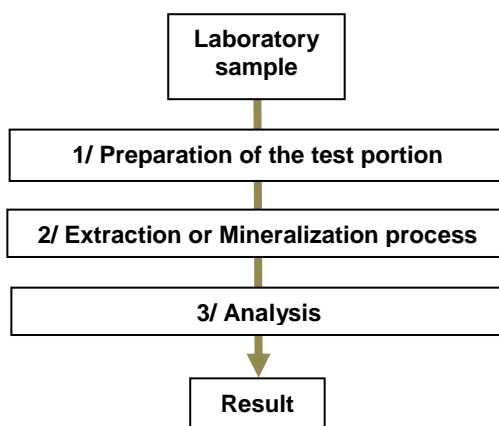 Laboratory
sample
1/ Preparation of the test portion
2/ Extraction or Mineralization process
3/ Analysis
Result